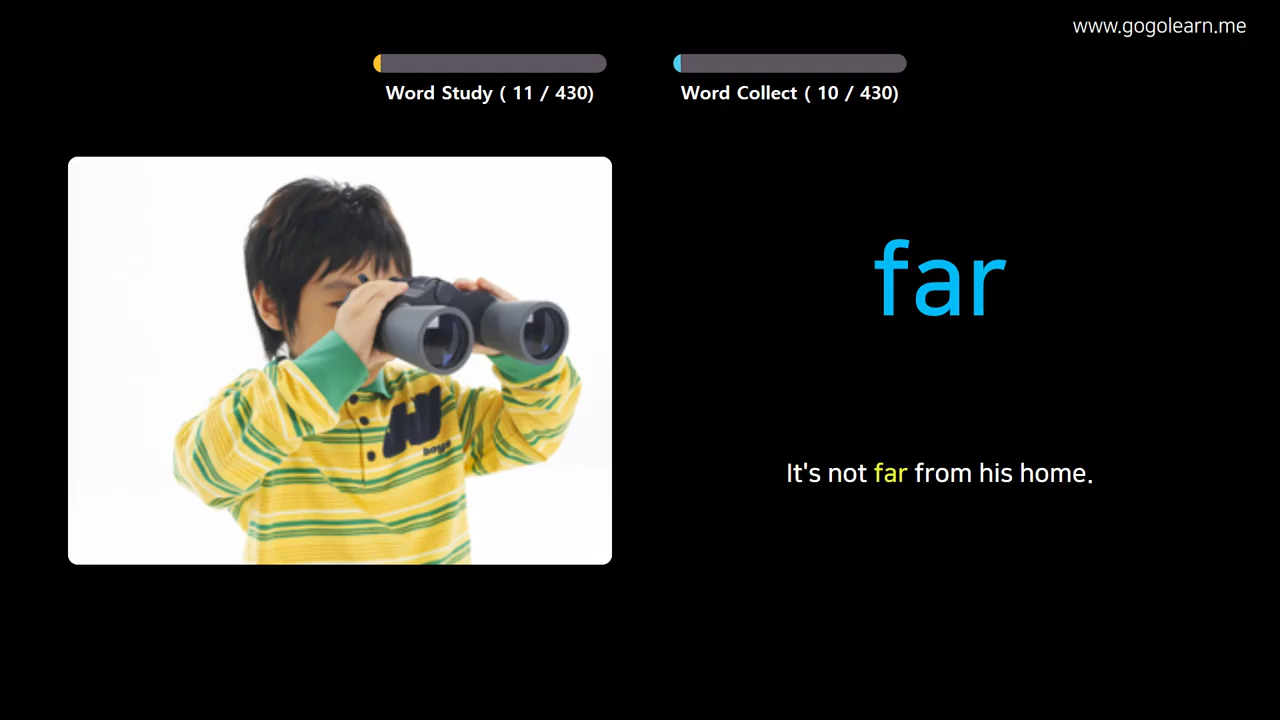 www.gogolearn.me
Word Study ( 11 / 430)
Word Collect ( 10 / 430)
far
It's not far from his home.